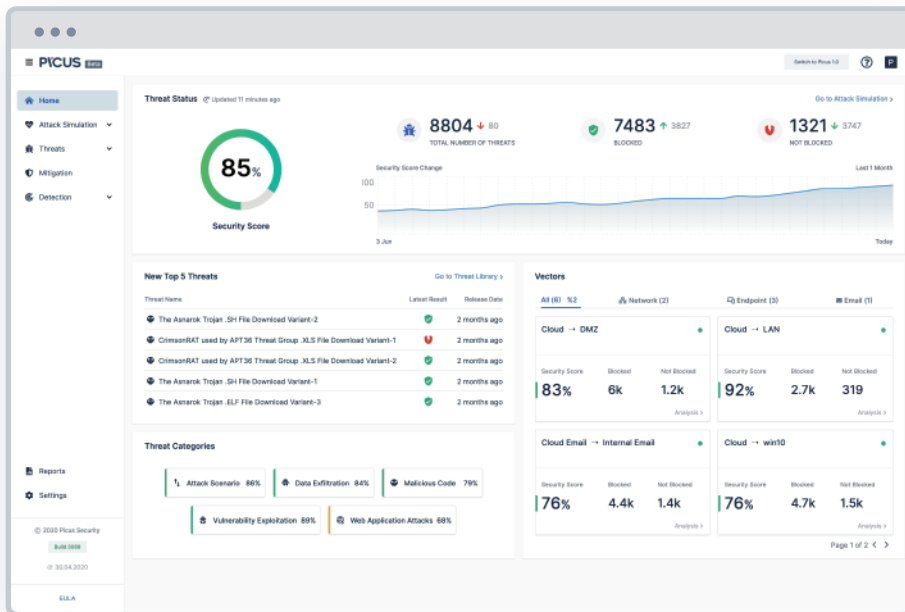 PICUS Beta
Switch to Picus 1.0
P
Home
Attack Simulation
Threats
Mitigation
Detection
Reports
Settings
© 2020 Picus Security
Build 2008
30.04.2020
EULA
Threat Status Updated 11 minutes ago
Go to Attack Simulation >
85%
Security Score
8804 80
TOTAL NUMBER OF THREATS
7483 3827
BLOCKED
1321 3747
NOT BLOCKED
Security Score Change
Last 1 Month
100
50
3 Jun
Today
New Top 5 Threats
Go to Threat Library >
Threat Name Latest Result Release Date
The Asnarok Trojan .SH File Download Variant-2 2 months ago
CrimsonRAT used by APT36 Threat Group .XLS File Download Variant-1 2 months ago
CrimsonRAT used by APT36 Threat Group .XLS File Download Variant-2 2 months ago
The Asnarok Trojan .SH File Download Variant-1 2 months ago
The Asnarok Trojan .ELF File Download Variant-3 2 months ago
Threat Categories
Attack Scenario 86% Data Exfiltration 84% Malicious Code 79%
Vulnerability Exploitation 89% Web Application Attacks 68%
Vectors
All (6) %2 Network (2) Endpoint (3) Email (1)
Cloud → DMZ
Security Score Blocked Not Blocked
83% 6k 1.2k
Analysis >
Cloud → LAN
Security Score Blocked Not Blocked
92% 2.7k 319
Analysis >
Cloud Email → Internal Email
Security Score Blocked Not Blocked
76% 4.4k 1.4k
Analysis >
Cloud → win10
Security Score Blocked Not Blocked
76% 4.7k 1.5k
Analysis >
Page 1 of 2 < >